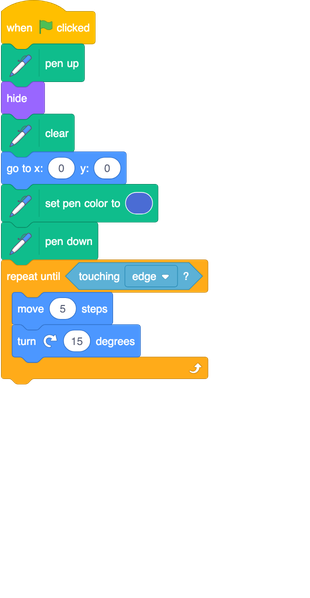 when clicked
pen up
hide
clear
go to x: 0 y: 0
set pen color to
pen down
repeat until touching edge ?
move 5 steps
turn 15 degrees